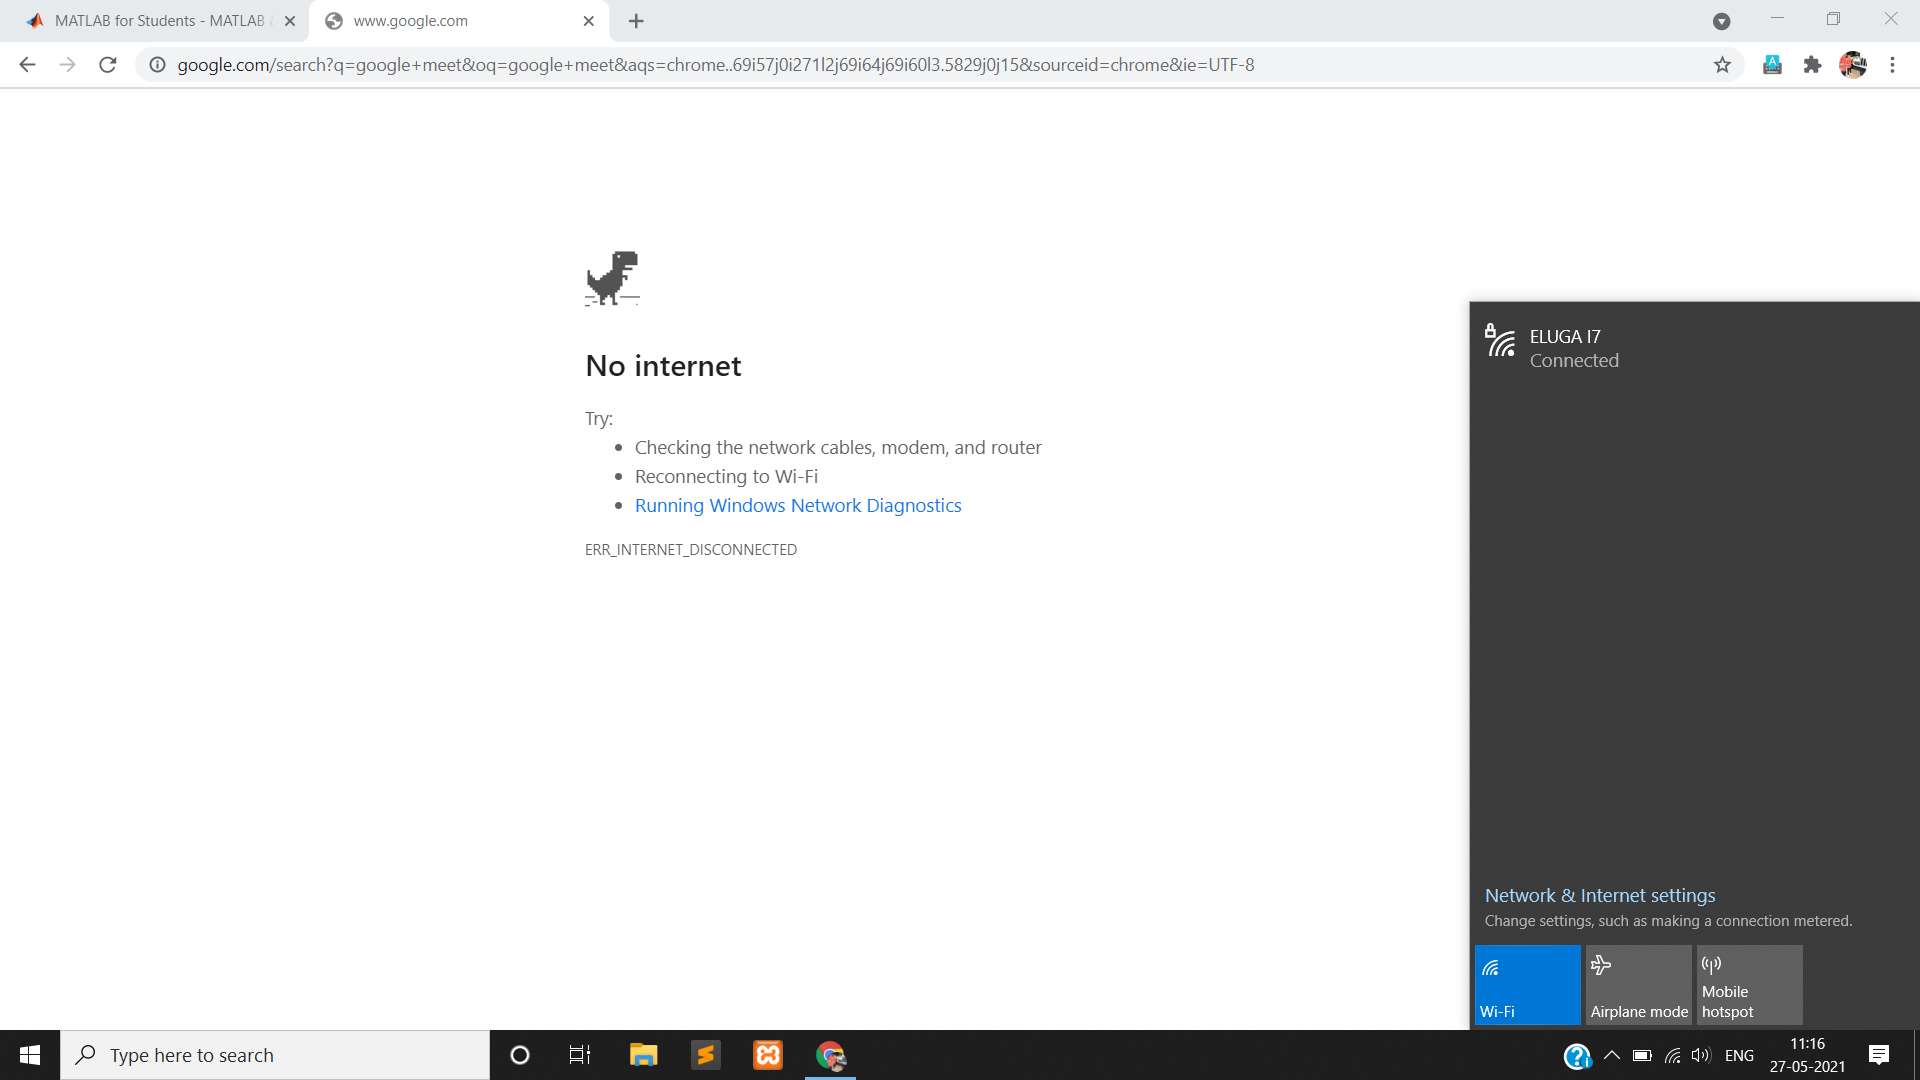 MATLAB for Students - MATLAB
www.google.com
google.com/search?q=google+meet&oq=google+meet&aqs=chrome..69i57j0i271l2j69i64j69i60l3.5829j0j15&sourceid=chrome&ie=UTF-8
No internet
Try:
Checking the network cables, modem, and router
Reconnecting to Wi-Fi
Running Windows Network Diagnostics
ERR_INTERNET_DISCONNECTED
ELUGA I7
Connected
Network & Internet settings
Change settings, such as making a connection metered.
Wi-Fi
Airplane mode
Mobile
hotspot
Type here to search
ENG
11:16
27-05-2021